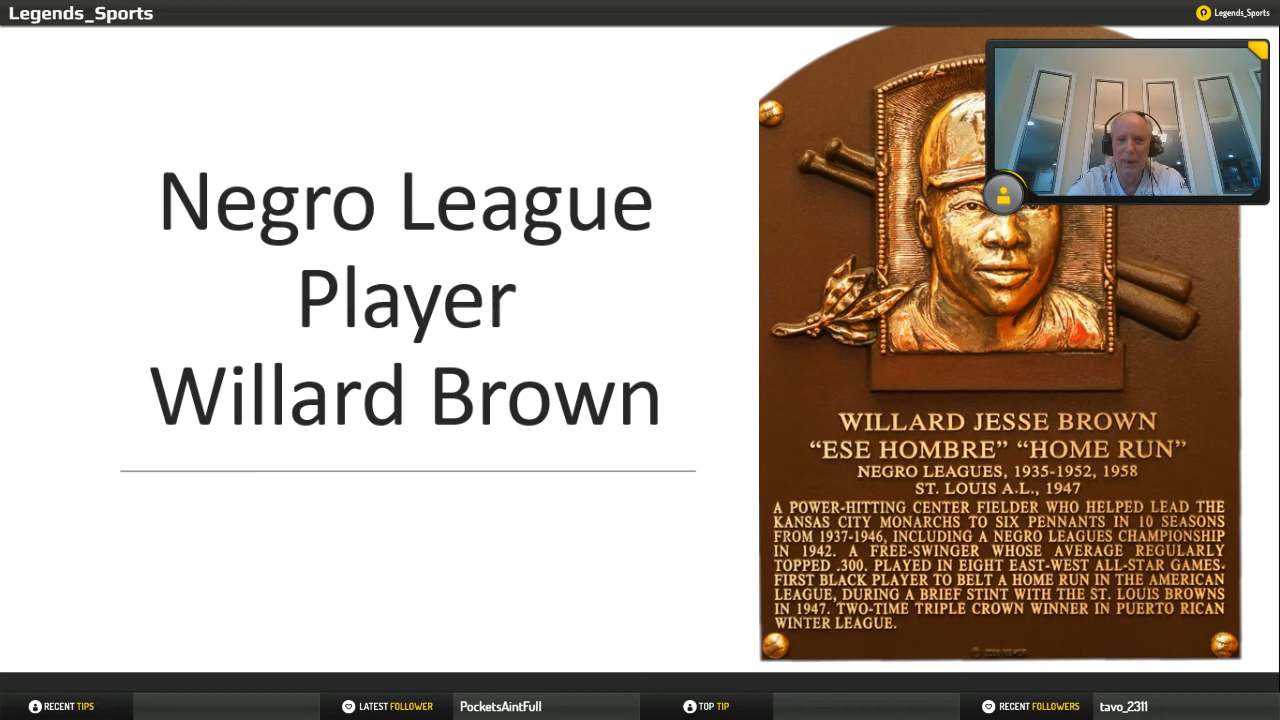 Legends_Sports
Legends_Sports
Negro League
Player
Willard Brown
WILLARD JESSE BROWN
“ESE HOMBRE” “HOME RUN”
NEGRO LEAGUES, 1935-1952, 1958
ST. LOUIS A.L., 1947
A POWER-HITTING CENTER FIELDER WHO HELPED LEAD THE
KANSAS CITY MONARCHS TO SIX PENNANTS IN 10 SEASONS
FROM 1937-1946, INCLUDING A NEGRO LEAGUES CHAMPIONSHIP
IN 1942. A FREE-SWINGER WHOSE AVERAGE REGULARLY
TOPPED .300. PLAYED IN EIGHT EAST-WEST ALL-STAR GAMES.
FIRST BLACK PLAYER TO BELT A HOME RUN IN THE AMERICAN
LEAGUE, DURING A BRIEF STINT WITH THE ST. LOUIS BROWNS
IN 1947. TWO-TIME TRIPLE CROWN WINNER IN PUERTO RICAN
WINTER LEAGUE.
RECENT TIPS
LATEST FOLLOWER PocketsAintFull
TOP TIP
RECENT FOLLOWERS tavo_2311